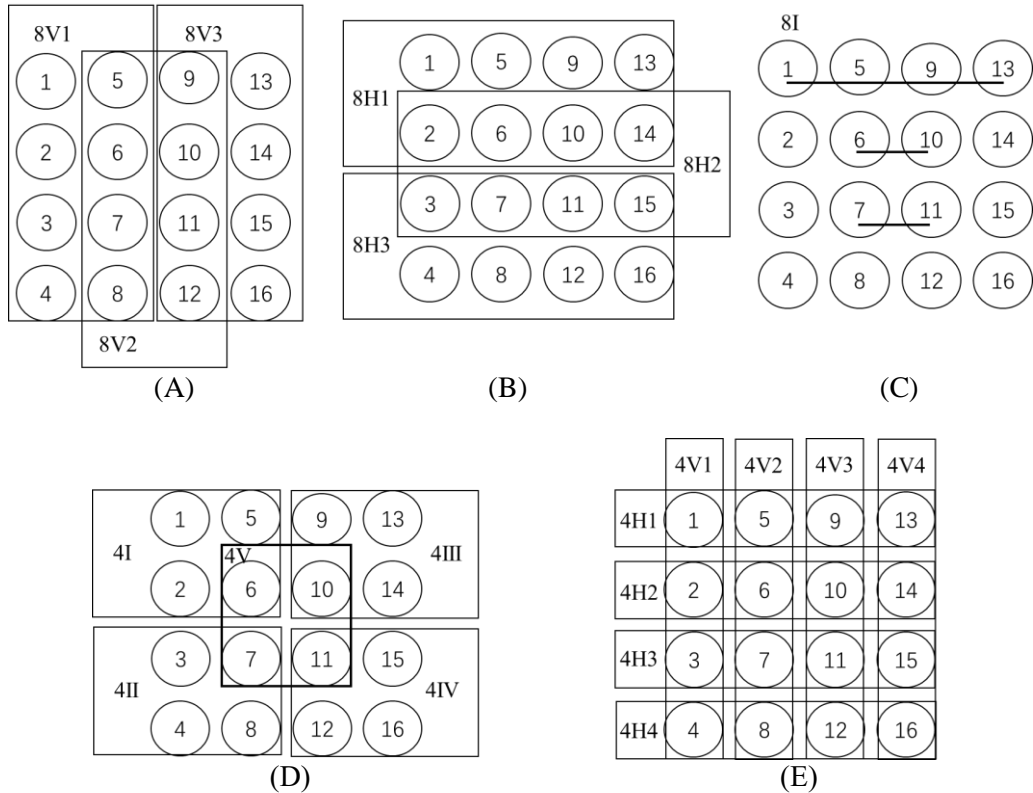 8V1 8V3
1 5 9 13
2 6 10 14
3 7 11 15
4 8 12 16
8V2
(A)
1 5 9 13
8H1
2 6 10 14
8H2
3 7 11 15
8H3
4 8 12 16
(B)
8I
1 5 9 13
2 6 10 14
3 7 11 15
4 8 12 16
(C)
1 5 9 13
4I 4V 4III
2 6 10 14
3 7 11 15
4II 4IV
4 8 12 16
(D)
4V1 4V2 4V3 4V4
4H1 1 5 9 13
4H2 2 6 10 14
4H3 3 7 11 15
4H4 4 8 12 16
(E)